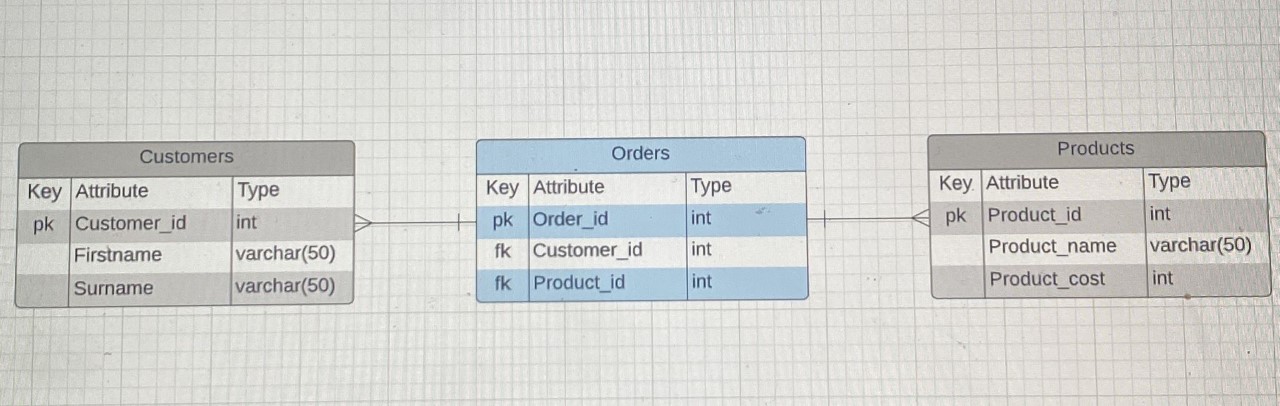 Customers
Key Attribute Type
pk Customer_id int
Firstname varchar(50)
Surname varchar(50)
Orders
Key Attribute Type
pk Order_id int
fk Customer_id int
fk Product_id int
Products
Key Attribute Type
pk Product_id int
Product_name varchar(50)
Product_cost int